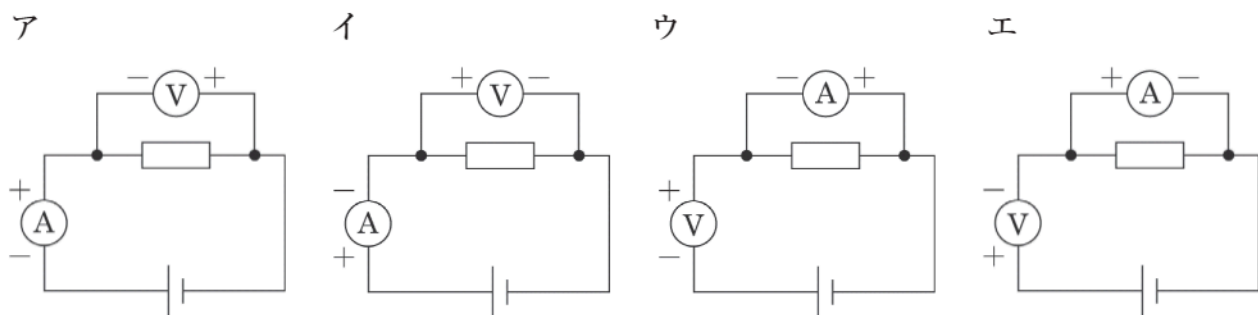 ア イ ウ エ
− V + + V − − A + + A −
+ − + −
A A V V
− + − +